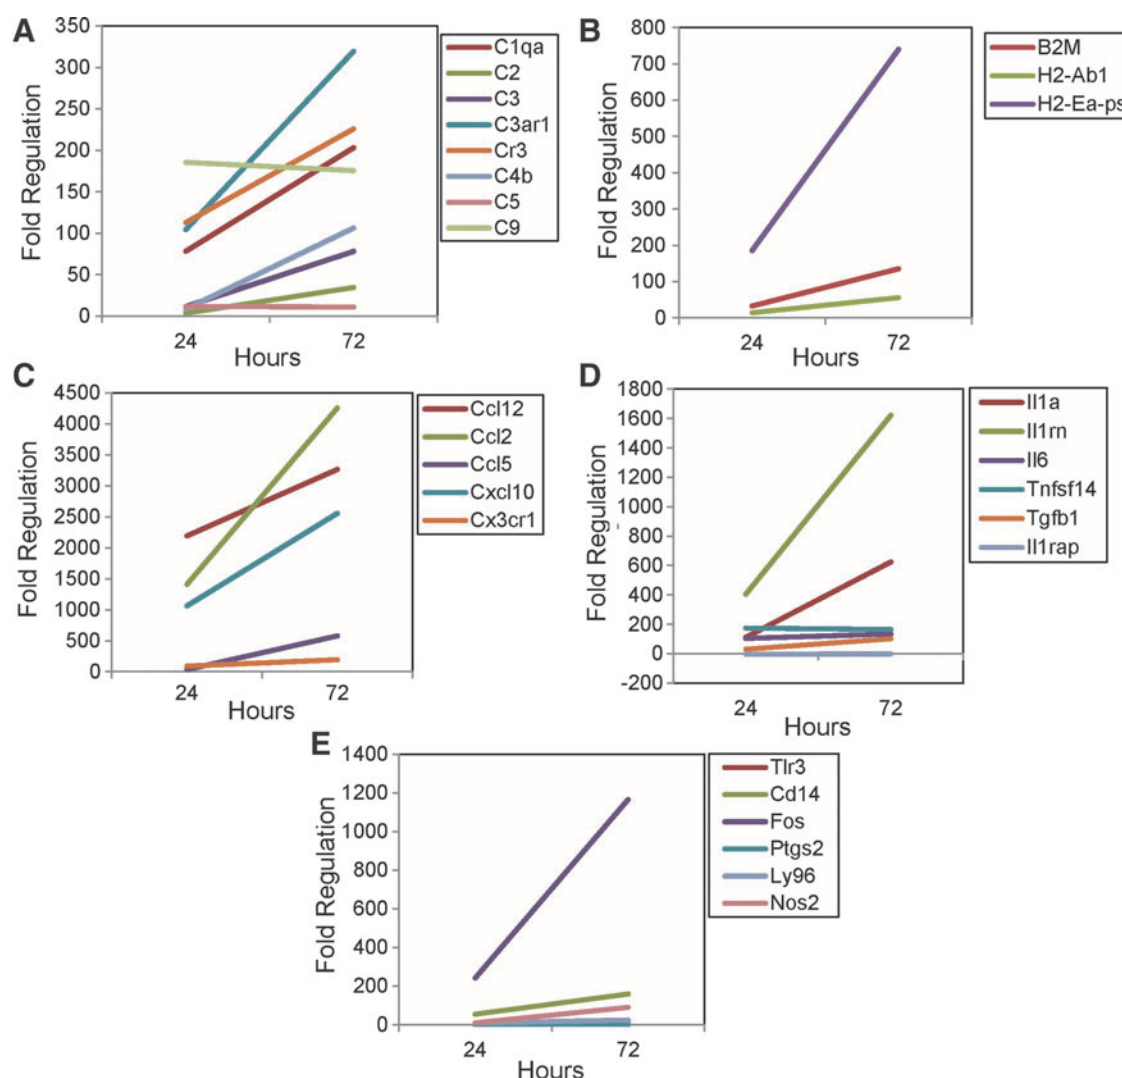 A
350
300
250
200
150
100
50
0
Fold Regulation
24
72
Hours
C1qa
C2
C3
C3ar1
Cr3
C4b
C5
C9
B
800
700
600
500
400
300
200
100
0
Fold Regulation
24
72
Hours
B2M
H2-Ab1
H2-Ea-ps
C
4500
4000
3500
3000
2500
2000
1500
1000
500
0
Fold Regulation
24
72
Hours
Ccl12
Ccl2
Ccl5
Cxcl10
Cx3cr1
D
1800
1600
1400
1200
1000
800
600
400
200
0
-200
Fold Regulation
24
72
Hours
Il1a
Il1rn
Il6
Tnfsf14
Tgfb1
Il1rap
E
1400
1200
1000
800
600
400
200
0
Fold Regulation
24
72
Hours
Tlr3
Cd14
Fos
Ptgs2
Ly96
Nos2